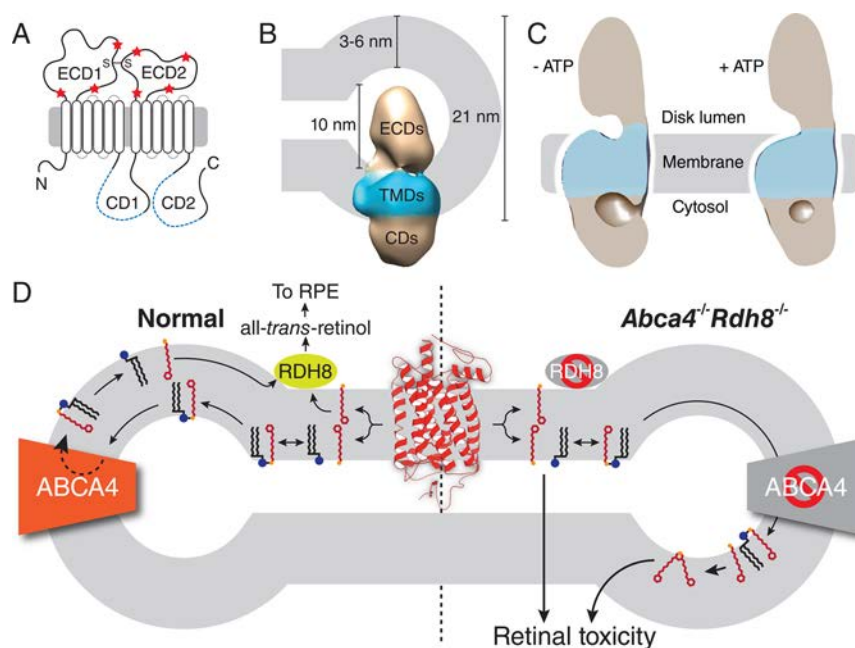 A
ECD1
S
S
ECD2
N
CD1
CD2
C
B
3-6 nm
10 nm
21 nm
ECDs
TMDs
CDs
C
- ATP
+ ATP
Disk lumen
Membrane
Cytosol
D
Normal
To RPE
all-trans-retinol
RDH8
ABCA4
Abca4-/-Rdh8-/-
RDH8
ABCA4
Retinal toxicity